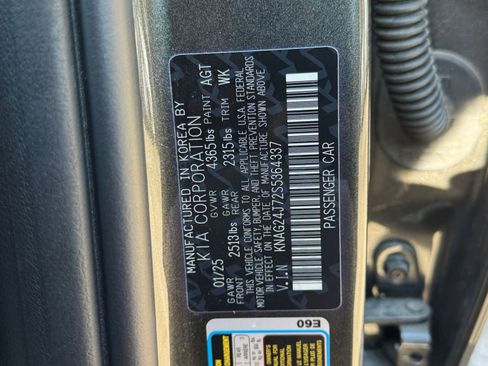 MANUFACTURED IN KOREA BY
KIA CORPORATION
01/25 GVWR 4365lbs PAINT AGT
GAWR FRONT 2513lbs GAWR REAR 2315lbs TRIM WK
THIS VEHICLE CONFORMS TO ALL APPLICABLE U.S.A. FEDERAL
MOTOR VEHICLE SAFETY, BUMPER, AND THEFT PREVENTION STANDARDS
IN EFFECT ON THE DATE OF MANUFACTURE SHOWN ABOVE
V.I.N KNAG24J72S5364337
PASSENGER CAR
E60